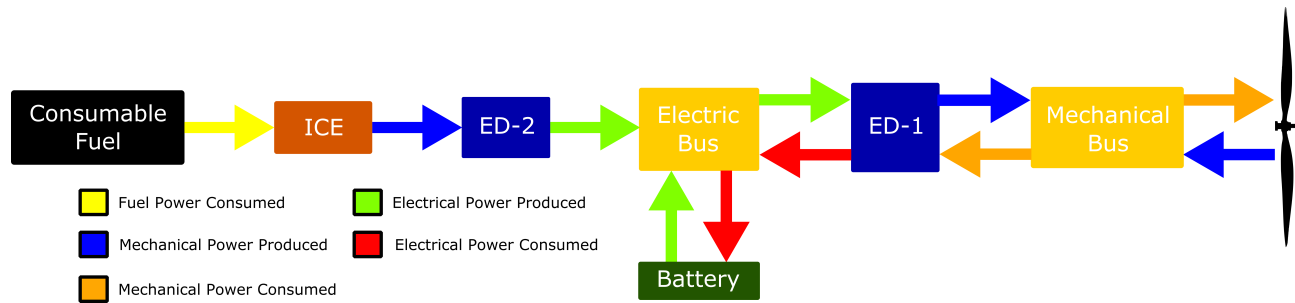 Consumable
Fuel
ICE
ED-2
Electric
Bus
ED-1
Mechanical
Bus
Battery
Fuel Power Consumed
Electrical Power Produced
Mechanical Power Produced
Electrical Power Consumed
Mechanical Power Consumed